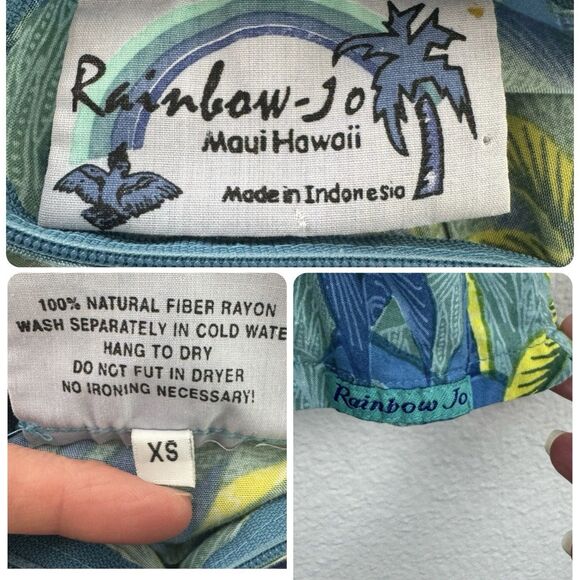 Rainbow-Jo
Maui Hawaii
Made in Indonesia
100% NATURAL FIBER RAYON
WASH SEPARATELY IN COLD WATE
HANG TO DRY
DO NOT FUT IN DRYER
NO IRONING NECESSARY!
XS
Rainbow Jo